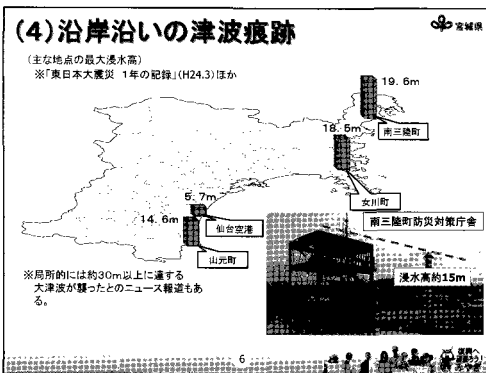 (4)沿岸沿いの津波痕跡
宮城県
(主な地点の最大浸水高)
※「東日本大震災 1年の記録」(H24.3)ほか
19.6m
南三陸町
18.5m
女川町
5.7m
仙台空港
14.6m
山元町
南三陸町防災対策庁舎
浸水高約15m
※局所的には約30m以上に達する
大津波が襲ったとのニュース報道もあ
る。
6